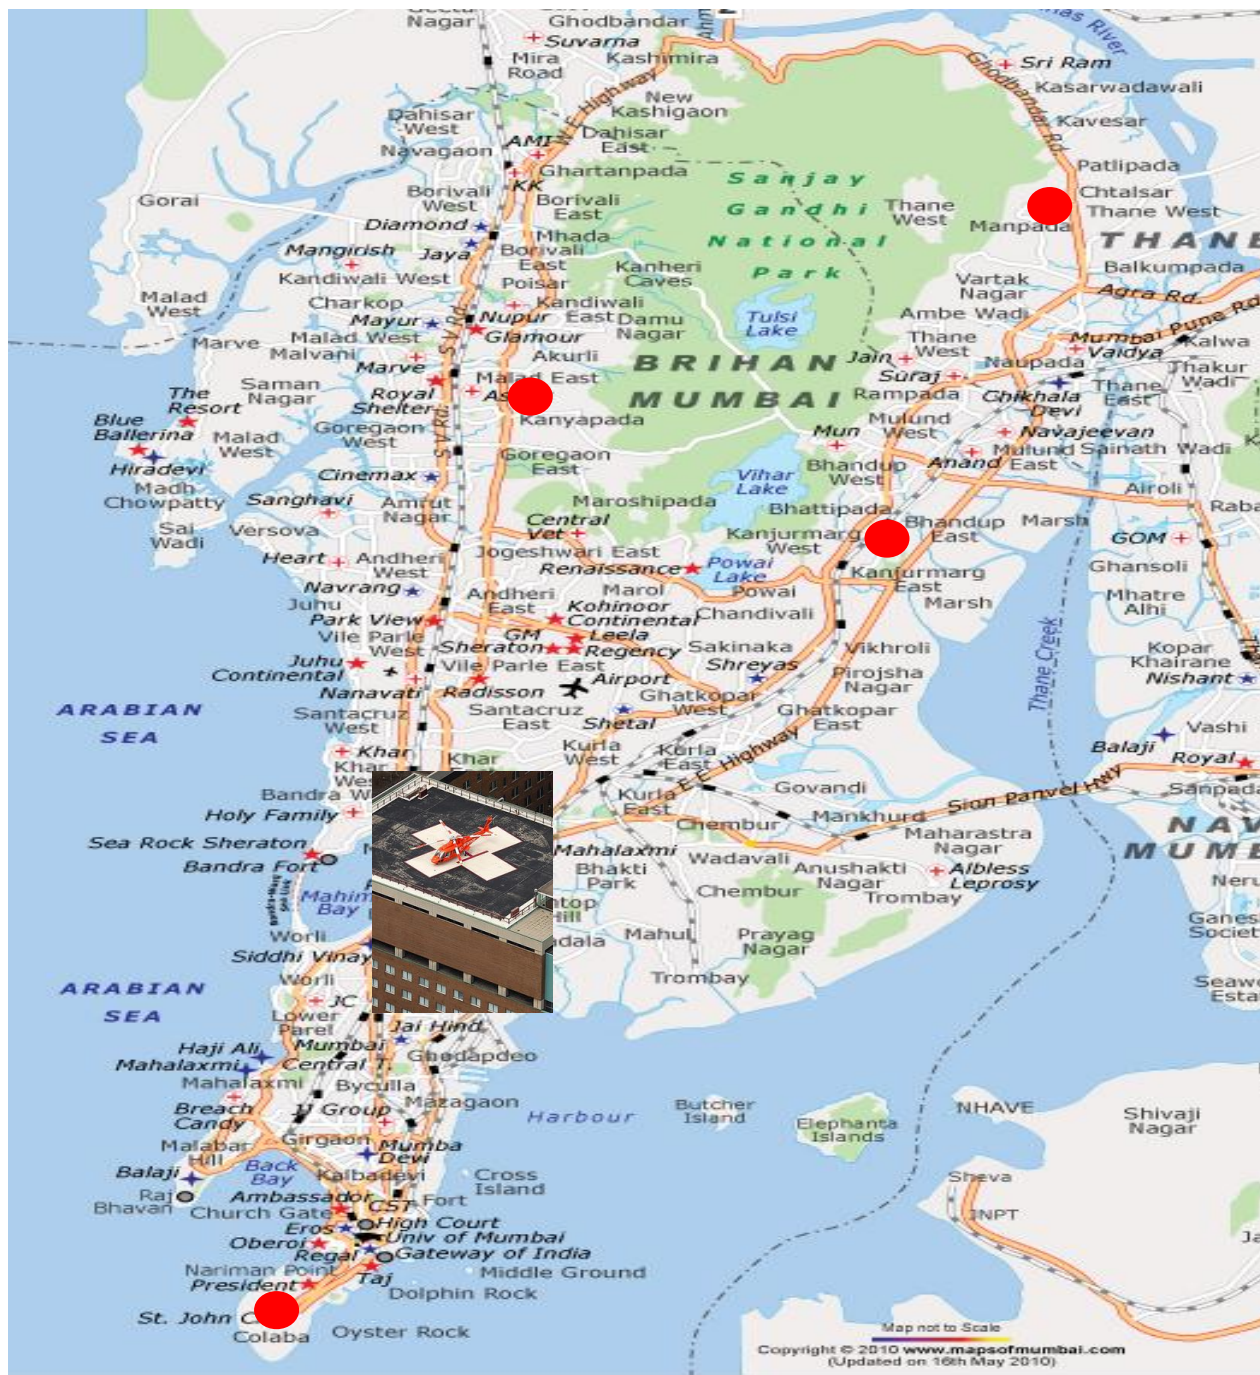 Nagar
Ghodbandar
Suvarna
Mira
Road
Kashimira
W E Highway
New
Kashigaon
Ghodbandar Rd
Sri Ram
Kasarwadawali
Kavesar
Dahisar
West
Navagaon
AMI
Dahisar
East
Ghartanpada
KK
Patlipada
Chtalsar
Thane West
Manpada
Thane
West
Sanjay
Gandhi
National
Park
Gorai
Borivali
West
Borivali
East
Diamond
Jaya
Mhada
Borivali
East
Mangirish
Kandiwali West
Poisar
Kanheri
Caves
THANE
Balkumpada
Agra Rd.
Vartak
Nagar
Ambe Wadi
Mumbai Pune Rd
Kalwa
Malad
West
Charkop
Mayur
Nupur
Kandiwali
East
Damu
Nagar
Tulsi
Lake
Marve
Malad West
Malvani
Glamour
Akurli
S V Rd
BRIHAN
MUMBAI
Thane
West
Jain
Suraj
Naupada
Vaidya
Thakur
Wadi
Thane
East
Chikhala
Devi
Rampada
Marve
Royal
Shelter
Malad East
Kanyapada
The
Resort
Saman
Nagar
Blue
Ballerina
Malad
West
Goregaon
West
S V Rd
Hiradevi
Madh
Chowpatty
Goregaon
East
Mulund
West
Mun
Navajeevan
Mulund
East
Sainath Wadi
Anand
Bhandup
West
Cinemax
Vihar
Lake
Airoli
Sanghavi
Amrut
Nagar
Maroshipada
Bhattipada
Sai
Wadi
Versova
Central
Vet
Kanjurmarg
West
Bhandup
East
Marsh
GOM
Ghansoli
Heart
Andheri
West
Jogeshwari East
Renaissance
Powai
Lake
Powai
Kanjurmarg
East
Navrang
Marol
Marsh
Mhatre
Alhi
Juhu
Andheri
East
Kohinoor
Continental
Chandivali
Park View
Vile Parle
West
GM
Sheraton
Leela
Regency
Sakinaka
Vikhroli
Thane Creek
Kopar
Khairane
Nishant
Juhu
Continental
Vile Parle East
Airport
Shreyas
Pirojsha
Nagar
Nanavati
Radisson
Ghatkopar
West
Santacruz
West
Santacruz
East
Shetal
Ghatkopar
East
Vashi
ARABIAN
SEA
Khar
Khar
Kurla
West
Kurla
East
E E Highway
Balaji
Royal
Bandra
Govandi
Sion Panvel Hwy
Sanpada
Holy Family
Kurla
East
Chembur
Mankhurd
Maharastra
Nagar
Sea Rock Sheraton
Bandra Fort
Mahalaxmi
Wadavali
Bhakti
Park
Anushakti
Nagar
Albless
Leprosy
Chembur
Trombay
Mahim
Bay
Hill
Worli
Siddhi Vinay
Mahul
Prayag
Nagar
Trombay
ARABIAN
SEA
Worli
JC
Lower
Parel
Jai Hind
Haji Ali
Mumbai
Central T.
Ghodapdeo
Mahalaxmi
Mahalaxmi
Byculla
Mazagaon
Breach
Candy
JJ Group
Harbour
Butcher
Island
Elephanta
Islands
NHAVE
Shivaji
Nagar
Malabar
Hill
Girgaon
Mumba
Devi
Balaji
Back
Bay
Kalbadevi
Cross
Island
Sheva
JNPT
Raj
Bhavan
Ambassador
CST
Fort
Church Gate
Eros
High Court
Univ of Mumbai
Oberoi
Regal
Gateway of India
Nariman Point
Taj
Middle Ground
President
Dolphin Rock
St. John
Colaba
Oyster Rock
Map not to Scale
Copyright © 2010 www.mapsofmumbai.com
(Updated on 16th May 2010)